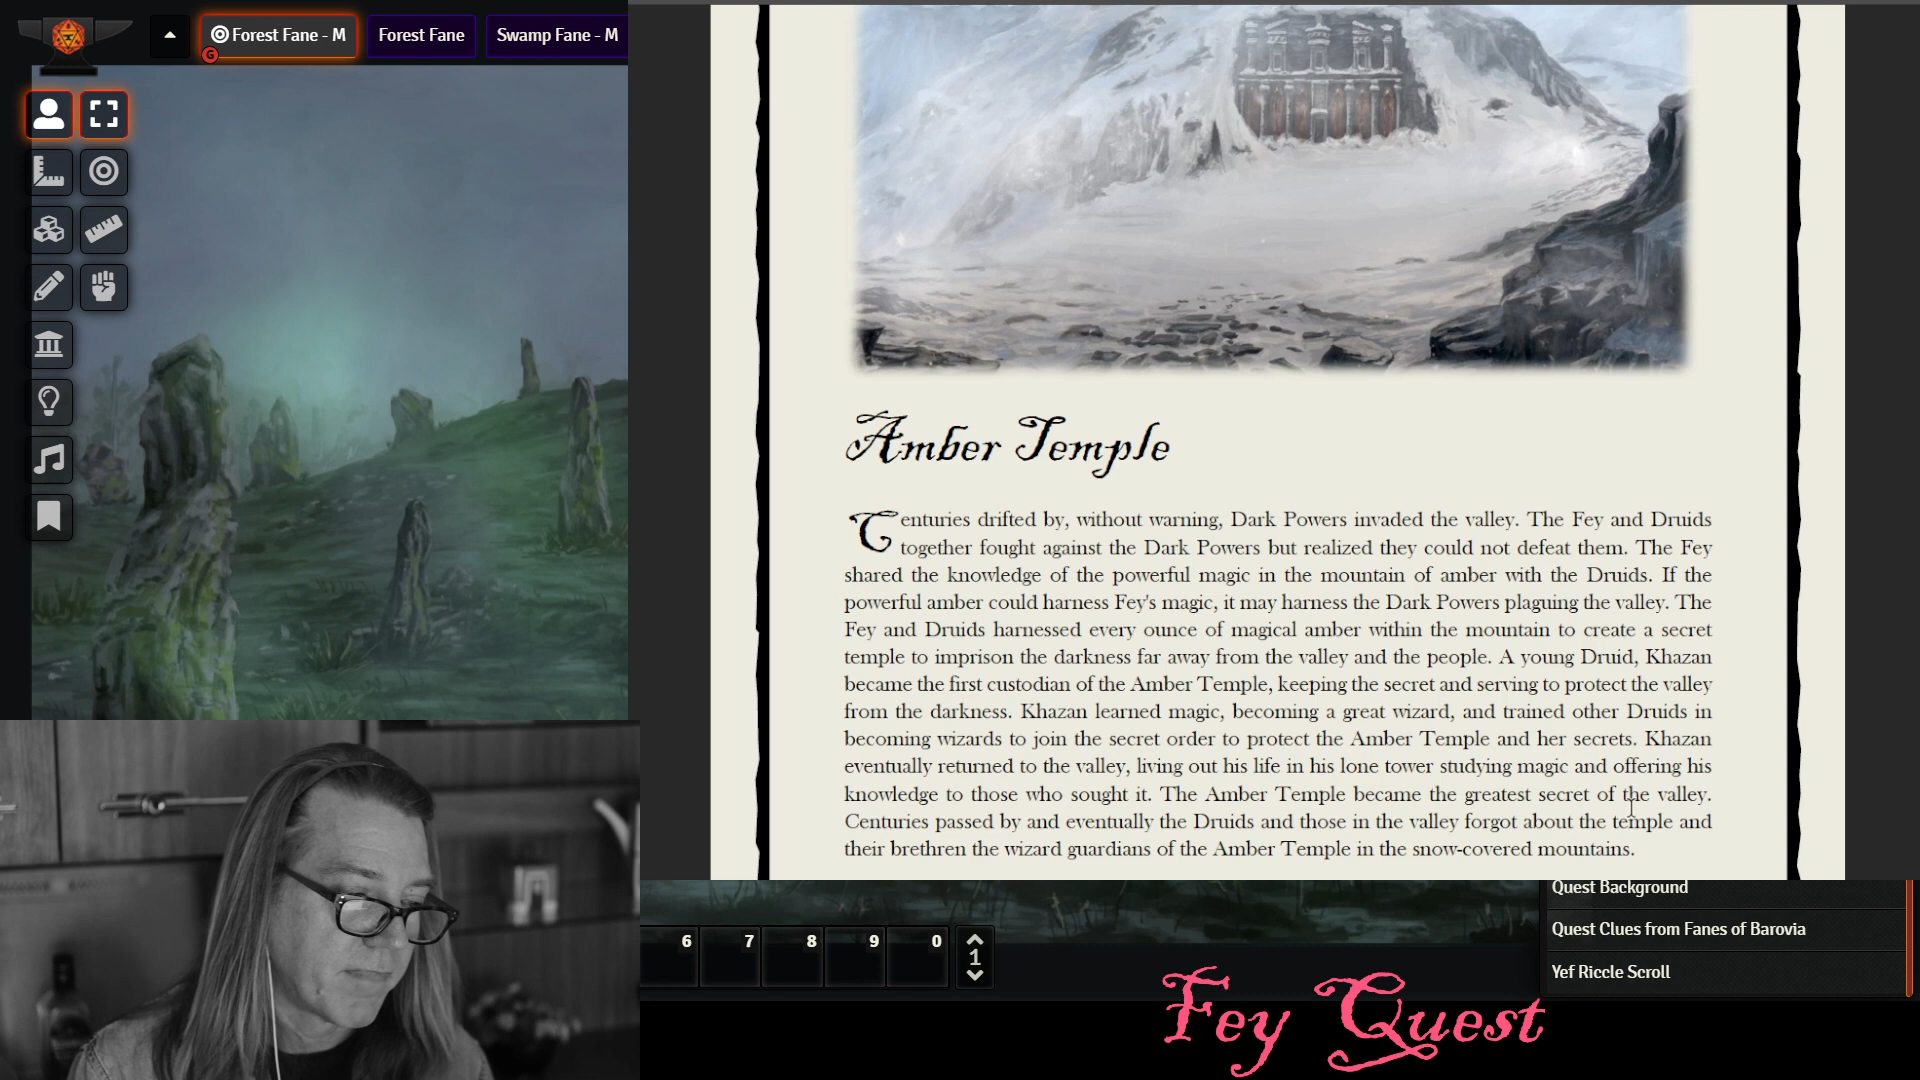 Forest Fane - M
Forest Fane
Swamp Fane - M
G
Amber Temple
Centuries drifted by, without warning, Dark Powers invaded the valley. The Fey and Druids
together fought against the Dark Powers but realized they could not defeat them. The Fey
shared the knowledge of the powerful magic in the mountain of amber with the Druids. If the
powerful amber could harness Fey's magic, it may harness the Dark Powers plaguing the valley. The
Fey and Druids harnessed every ounce of magical amber within the mountain to create a secret
temple to imprison the darkness far away from the valley and the people. A young Druid, Khazan
became the first custodian of the Amber Temple, keeping the secret and serving to protect the valley
from the darkness. Khazan learned magic, becoming a great wizard, and trained other Druids in
becoming wizards to join the secret order to protect the Amber Temple and her secrets. Khazan
eventually returned to the valley, living out his life in his lone tower studying magic and offering his
knowledge to those who sought it. The Amber Temple became the greatest secret of the valley.
Centuries passed by and eventually the Druids and those in the valley forgot about the temple and
their brethren the wizard guardians of the Amber Temple in the snow-covered mountains.
Quest Background
Quest Clues from Fanes of Barovia
Yef Riccle Scroll
6 7 8 9 0
1
Fey Quest